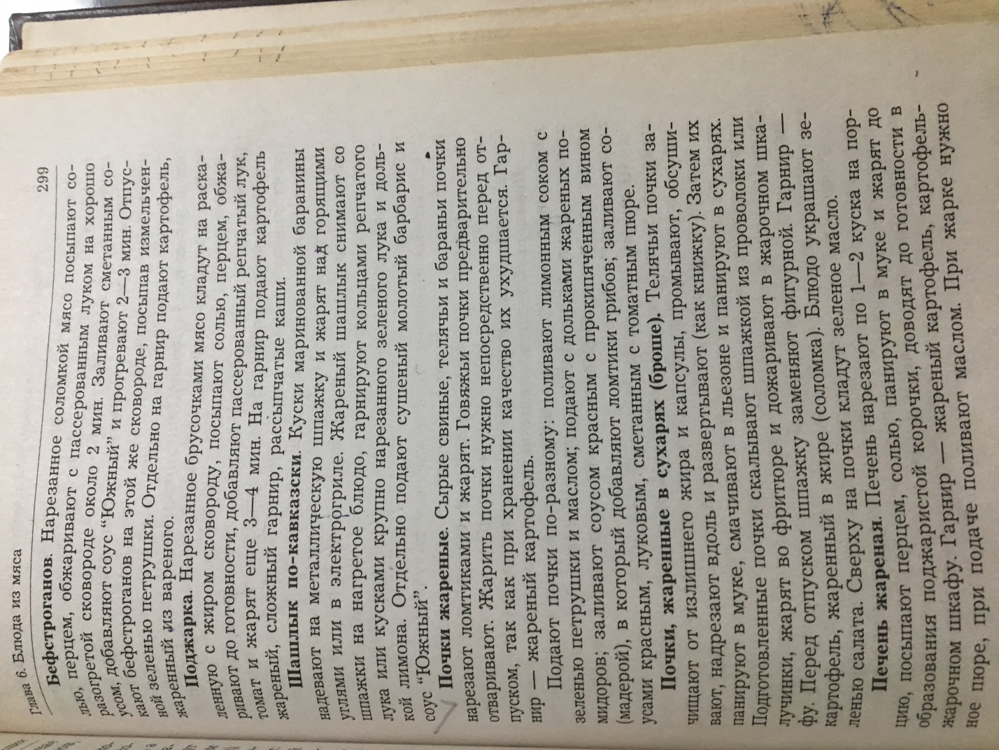 Глава 6. Блюда из мяса 299
Бефстроганов. Нарезанное соломкой мясо посыпают со-
лью, перцем, обжаривают с пассерованным луком на хорошо
разогретой сковороде около 2 мин. Заливают сметанным со-
усом, добавляют соус “Южный” и прогревают 2—3 мин. Отпус-
кают бефстроганов на этой же сковороде, посыпав измельчен-
ной зеленью петрушки. Отдельно на гарнир подают картофель,
жаренный из вареного.
Поджарка. Нарезанное брусочками мясо кладут на раска-
ленную с жиром сковороду, посыпают солью, перцем, обжа-
ривают до готовности, добавляют пассерованный репчатый лук,
томат и жарят еще 3—4 мин. На гарнир подают картофель
жареный, сложный гарнир, рассыпчатые каши.
Шашлык по-кавказски. Куски маринованной баранины
надевают на металлическую шпажку и жарят над горящими
углями или в электрогриле. Жареный шашлык снимают со
шпажки на нагретое блюдо, гарнируют кольцами репчатого
лука или кусками крупно нарезанного зеленого лука и доль-
кой лимона. Отдельно подают сушеный молотый барбарис и
соус “Южный”.
Почки жареные. Сырые свиные, телячьи и бараньи почки
нарезают ломтиками и жарят. Говяжьи почки предварительно
отваривают. Жарить почки нужно непосредственно перед от-
пуском, так как при хранении качество их ухудшается. Гар-
нир — жареный картофель.
Подают почки по-разному: поливают лимонным соком с
зеленью петрушки и маслом; подают с дольками жареных по-
мидоров; заливают соусом красным с прокипяченным вином
(мадерой), в который добавляют ломтики грибов; заливают со-
усами красным, луковым, сметанным с томатным пюре.
Почки, жаренные в сухарях (броше). Телячьи почки за-
чищают от излишнего жира и капсулы, промывают, обсуши-
вают, надрезают вдоль и развертывают (как книжку). Затем их
панируют в муке, смачивают в льезоне и панируют в сухарях.
Подготовленные почки скалывают шпажкой из проволоки или
лучинки, жарят во фритюре и дожаривают в жарочном шка-
фу. Перед отпуском шпажку заменяют фигурной. Гарнир —
картофель, жаренный в жире (соломка). Блюдо украшают зе-
ленью салата. Сверху на почки кладут зеленое масло.
Печень жареная. Печень нарезают по 1—2 куска на пор-
цию, посыпают перцем, солью, панируют в муке и жарят до
образования поджаристой корочки, доводят до готовности в
жарочном шкафу. Гарнир — жареный картофель, картофель-
ное пюре, при подаче поливают маслом. При жарке нужно